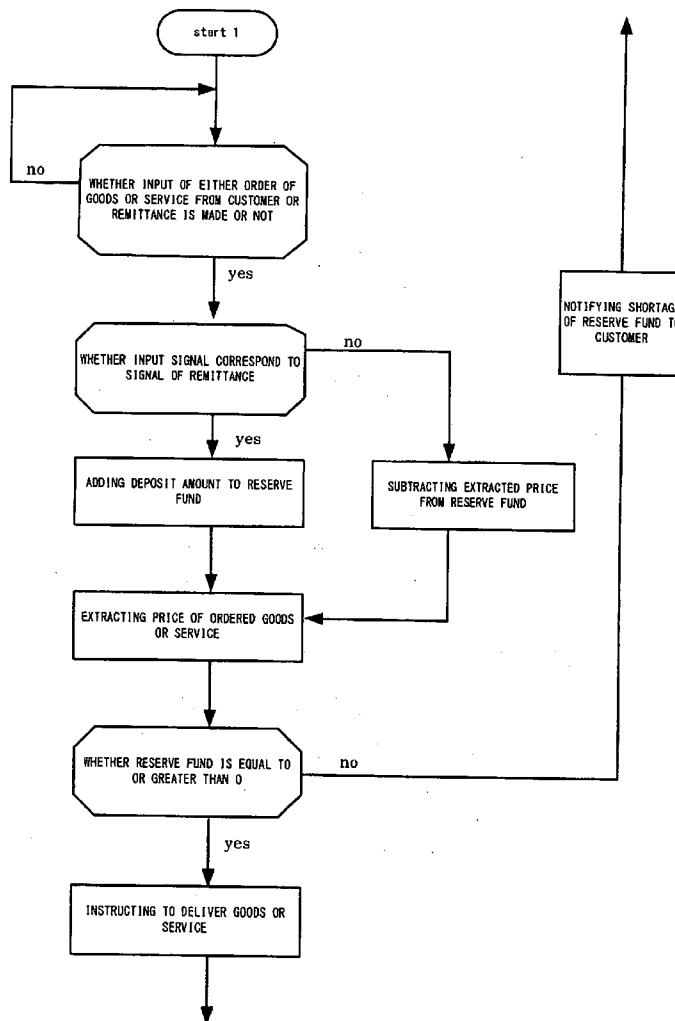 start 1
no
WHETHER INPUT OF EITHER ORDER OF
GOODS OR SERVICE FROM CUSTOMER OR
REMITTANCE IS MADE OR NOT
yes
NOTIFYING SHORTAG
OF RESERVE FUND T
CUSTOMER
WHETHER INPUT SIGNAL CORRESPOND TO
SIGNAL OF REMITTANCE
no
yes
ADDING DEPOSIT AMOUNT TO RESERVE
FUND
SUBTRACTING EXTRACTED PRICE
FROM RESERVE FUND
EXTRACTING PRICE OF ORDERED GOODS
OR SERVICE
WHETHER RESERVE FUND IS EQUAL TO
OR GREATER THAN 0
no
yes
INSTRUCTING TO DELIVER GOODS OR
SERVICE